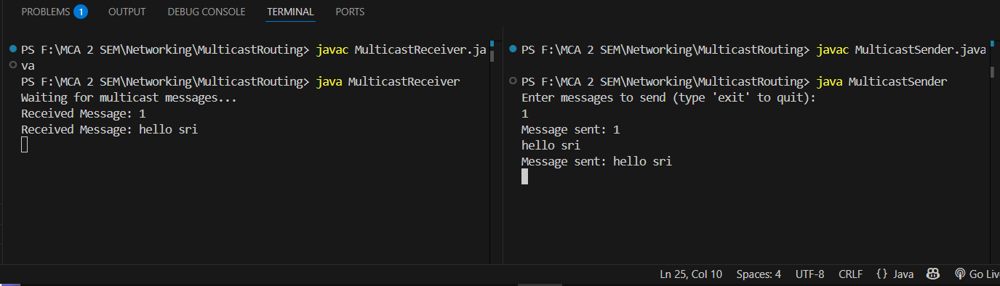 PROBLEMS 1 OUTPUT DEBUG CONSOLE TERMINAL PORTS
PS F:\MCA 2 SEM\Networking\MulticastRouting> javac MulticastReceiver.ja
va
PS F:\MCA 2 SEM\Networking\MulticastRouting> java MulticastReceiver
Waiting for multicast messages...
Received Message: 1
Received Message: hello sri
PS F:\MCA 2 SEM\Networking\MulticastRouting> javac MulticastSender.java
PS F:\MCA 2 SEM\Networking\MulticastRouting> java MulticastSender
Enter messages to send (type 'exit' to quit):
1
Message sent: 1
hello sri
Message sent: hello sri
Ln 25, Col 10 Spaces: 4 UTF-8 CRLF {} Java Go Liv